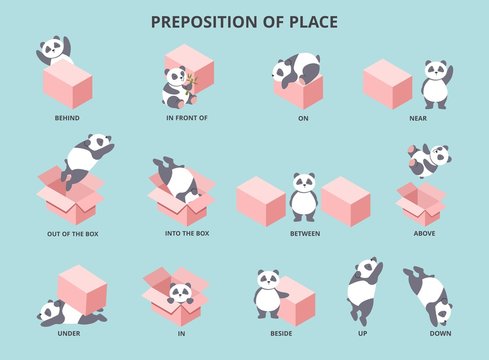 PREPOSITION OF PLACE
BEHIND
IN FRONT OF
ON
NEAR
OUT OF THE BOX
INTO THE BOX
BETWEEN
ABOVE
UNDER
IN
BESIDE
UP
DOWN